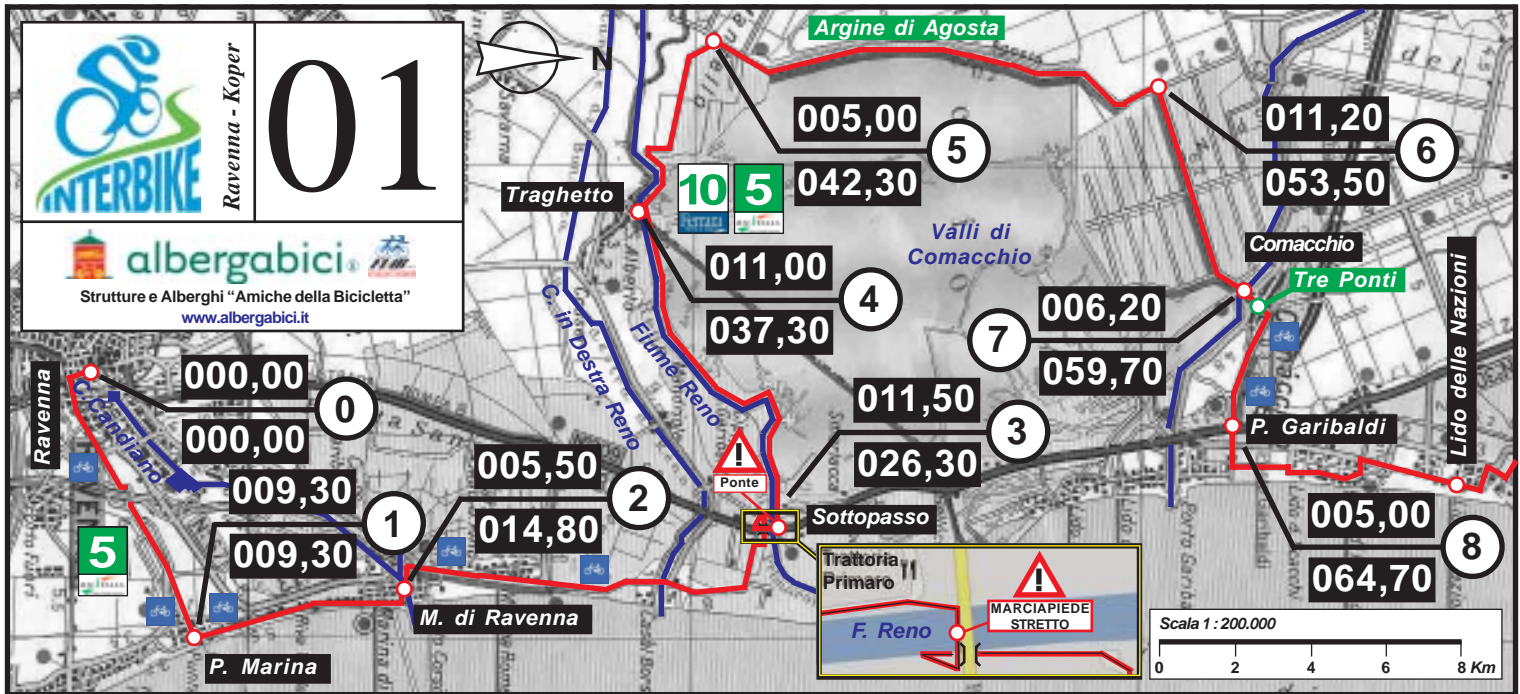 INTERBIKE
Ravenna - Koper
01
albergabici®
Strutture e Alberghi “Amiche della Bicicletta”
www.albergabici.it
N
Argine di Agosta
005,00
5
042,30
011,20
6
053,50
Traghetto
10
Ferrara
5
Valli di
Comacchio
Comacchio
Tre Ponti
Lido delle Nazioni
011,00
4
037,30
006,20
7
059,70
C. in Destra Reno
Fiume Reno
Ravenna
C. Candiano
000,00
0
000,00
011,50
3
026,30
P. Garibaldi
009,30
1
009,30
005,50
2
014,80
!
Ponte
Sottopasso
005,00
8
064,70
5
M. di Ravenna
P. Marina
Trattoria
Primaro
!
MARCIAPIEDE
STRETTO
F. Reno
Scala 1 : 200.000
0 2 4 6 8 Km